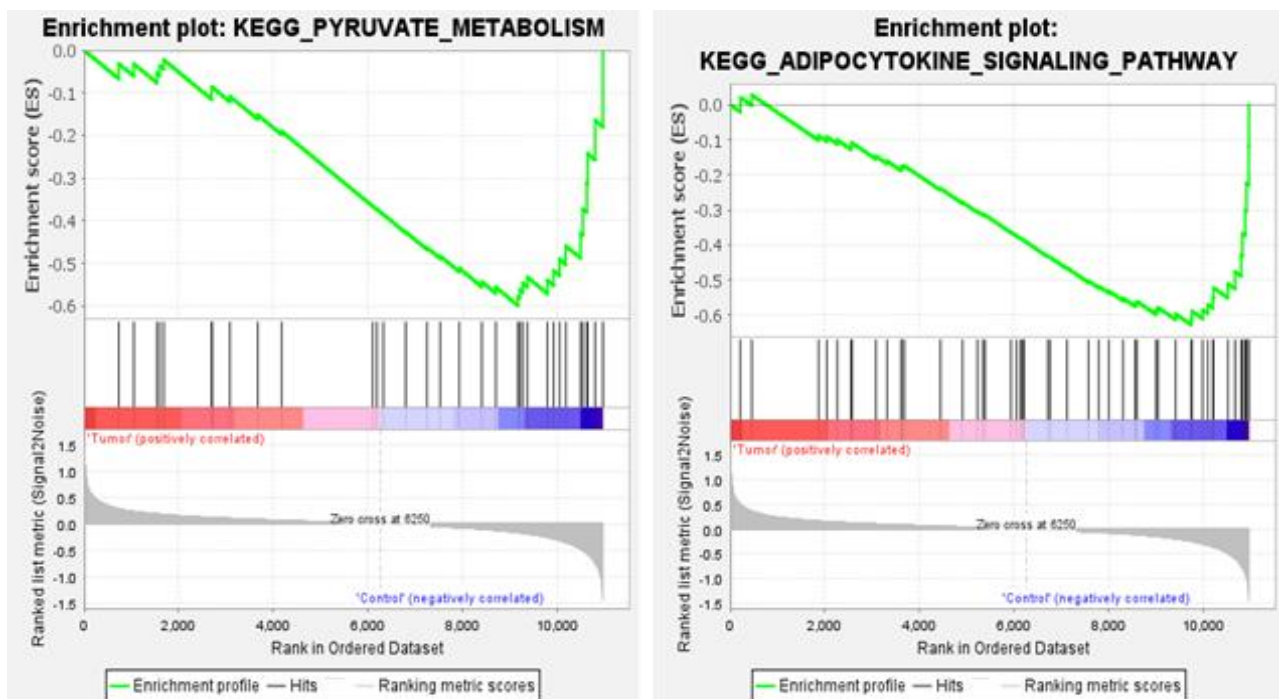 Enrichment plot: KEGG_PYRUVATE_METABOLISM
Enrichment score (ES)
0.0
-0.1
-0.2
-0.3
-0.4
-0.5
-0.6
'Tumor' (positively correlated)
Ranked list metric (Signal2Noise)
1.5
1.0
0.5
0.0
-0.5
-1.0
-1.5
Zero cross at 6250
'Control' (negatively correlated)
0 2,000 4,000 6,000 8,000 10,000
Rank in Ordered Dataset
Enrichment profile Hits Ranking metric scores
Enrichment plot:
KEGG_ADIPOCYTOKINE_SIGNALING_PATHWAY
Enrichment score (ES)
0.0
-0.1
-0.2
-0.3
-0.4
-0.5
-0.6
'Tumor' (positively correlated)
Ranked list metric (Signal2Noise)
1.5
1.0
0.5
0.0
-0.5
-1.0
-1.5
Zero cross at 6250
'Control' (negatively correlated)
0 2,000 4,000 6,000 8,000 10,000
Rank in Ordered Dataset
Enrichment profile Hits Ranking metric scores